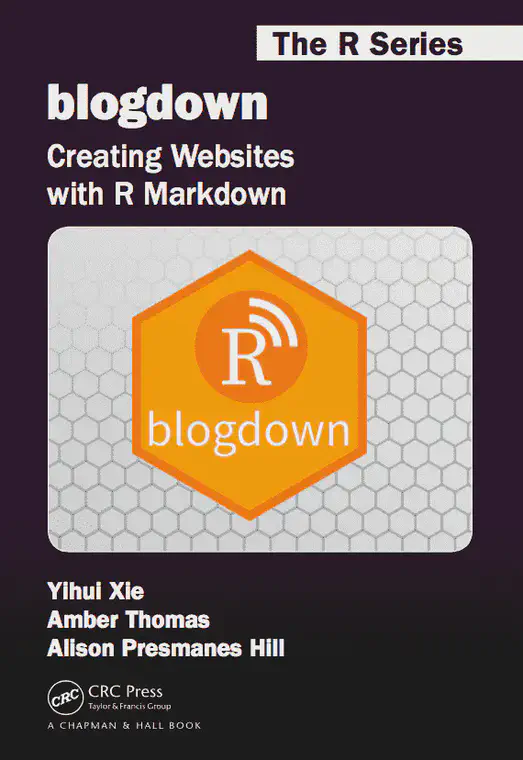 The R Series
blogdown
Creating Websites
with R Markdown
R
blogdown
Yihui Xie
Amber Thomas
Alison Presmanes Hill
CRC
CRC Press
Taylor & Francis Group
A CHAPMAN & HALL BOOK